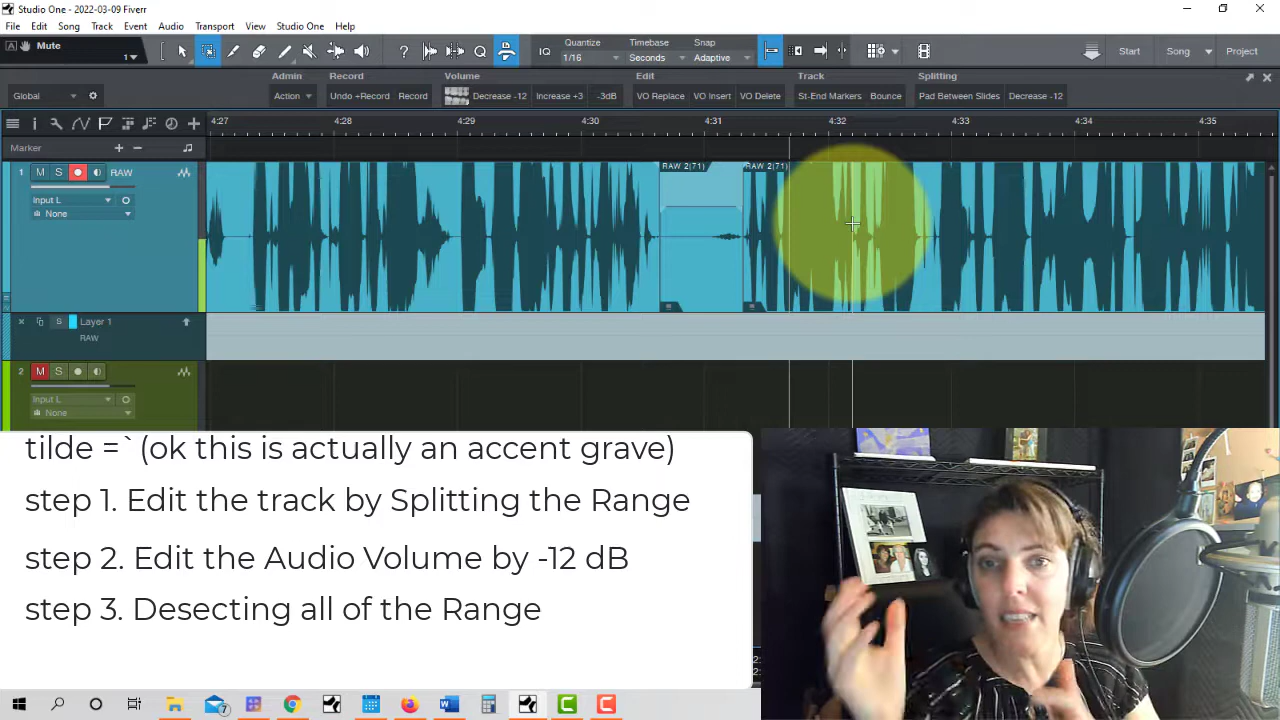 Studio One - 2022-03-09 Fiverr
File Edit Song Track Event Audio Transport View Studio One Help
Mute
1
IQ
Quantize Timebase Snap
1/16 Seconds Adaptive
Start Song Project
Admin Record Volume Edit Track Splitting
Global Action Undo +Record Record Decrease -12 Increase +3 -3dB VO Replace VO Insert VO Delete St-End Markers Bounce Pad Between Slides Decrease -12
4:27 4:28 4:29 4:30 4:31 4:32 4:33 4:34 4:35
Marker
1 M S RAW
Input L
None
RAW 2(71) RAW 2(71)
S Layer 1
RAW
2 M S
Input L
None
tilde =`(ok this is actually an accent grave)
step 1. Edit the track by Splitting the Range
step 2. Edit the Audio Volume by -12 dB
step 3. Desecting all of the Range